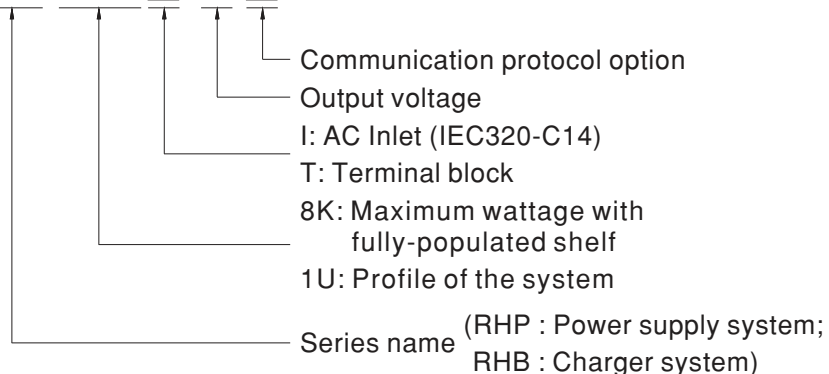 Communication protocol option
Output voltage
I: AC Inlet (IEC320-C14)
T: Terminal block
8K: Maximum wattage with
fully-populated shelf
1U: Profile of the system
Series name (RHP : Power supply system;
RHB : Charger system)